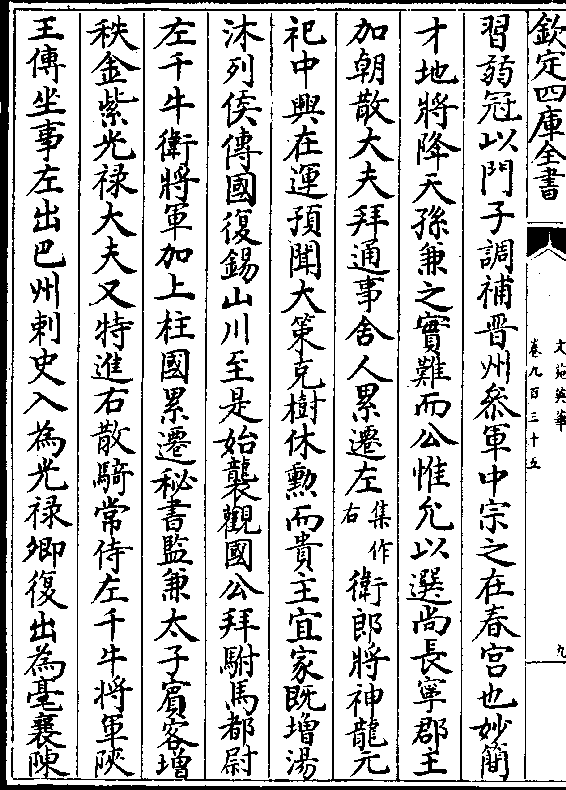 欽定四庫全書
文苑英華
卷九百三十五
九
習弱冠以門子調補晋州叅軍中宗之在春宫也妙簡
才地將降天孫兼之實難而公惟允以選尚長寧郡主
加朝散大夫拜通事舍人累遷左集作右衛郎將神龍元
祀中興在運預聞大策克樹休勲而貴主宜家既增湯
沐列侯傳國復錫山川至是始襲觀國公拜駙馬都尉
左千牛衛將軍加上柱國累遷秘書監兼太子賓客增
秩金紫光禄大夫又特進右散騎常侍左千牛將軍陜
王傅坐事左出巴州刺史入為光禄卿復出為亳襄陳